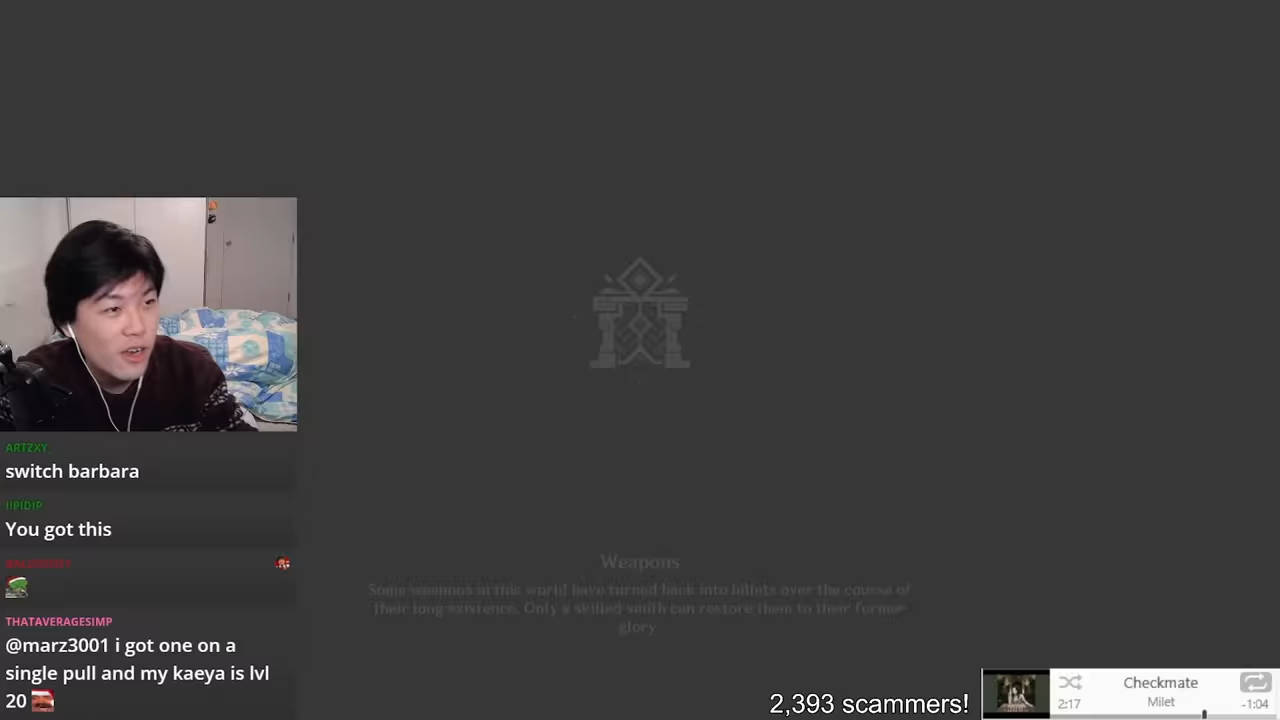 ARTZXY
switch barbara
You got this
THATAVERAGESIMP
@marz3001 i got one on a
single pull and my kaeya is lvl
20
Weapons
Some weapons in this world have turned back into billets over the course of
their long existence. Only a skilled smith can restore them to their former
glory
2,393 scammers!
Checkmate
Milet
2:17
-1:04